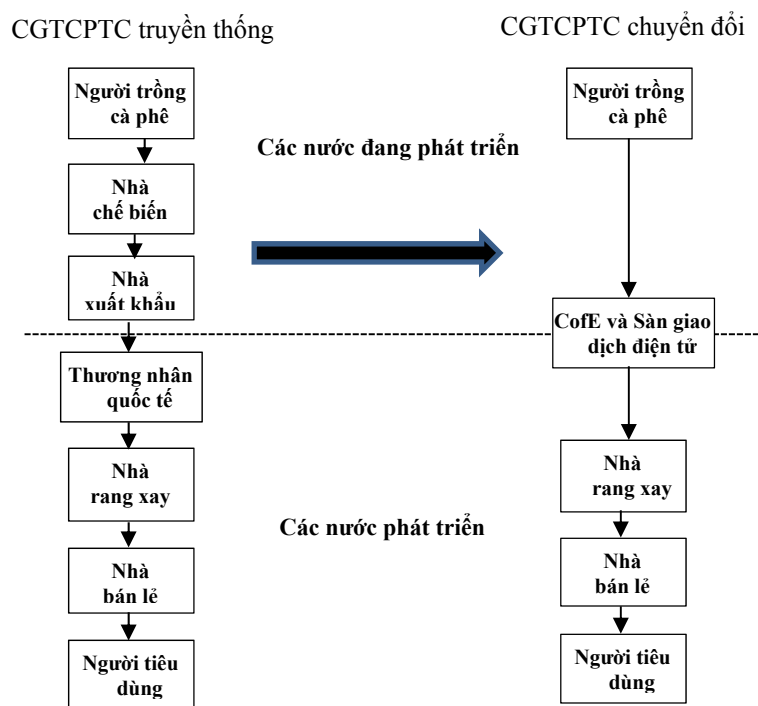 CGTCPTC truyền thống
CGTCPTC chuyển đổi
Người trồng
cà phê
Nhà
chế biến
Nhà
xuất khẩu
Thương nhân
quốc tế
Nhà
rang xay
Nhà
bán lẻ
Người tiêu
dùng
Các nước đang phát triển
Các nước phát triển
Người trồng
cà phê
CofE và Sàn giao
dịch điện tử
Nhà
rang xay
Nhà
bán lẻ
Người tiêu
dùng